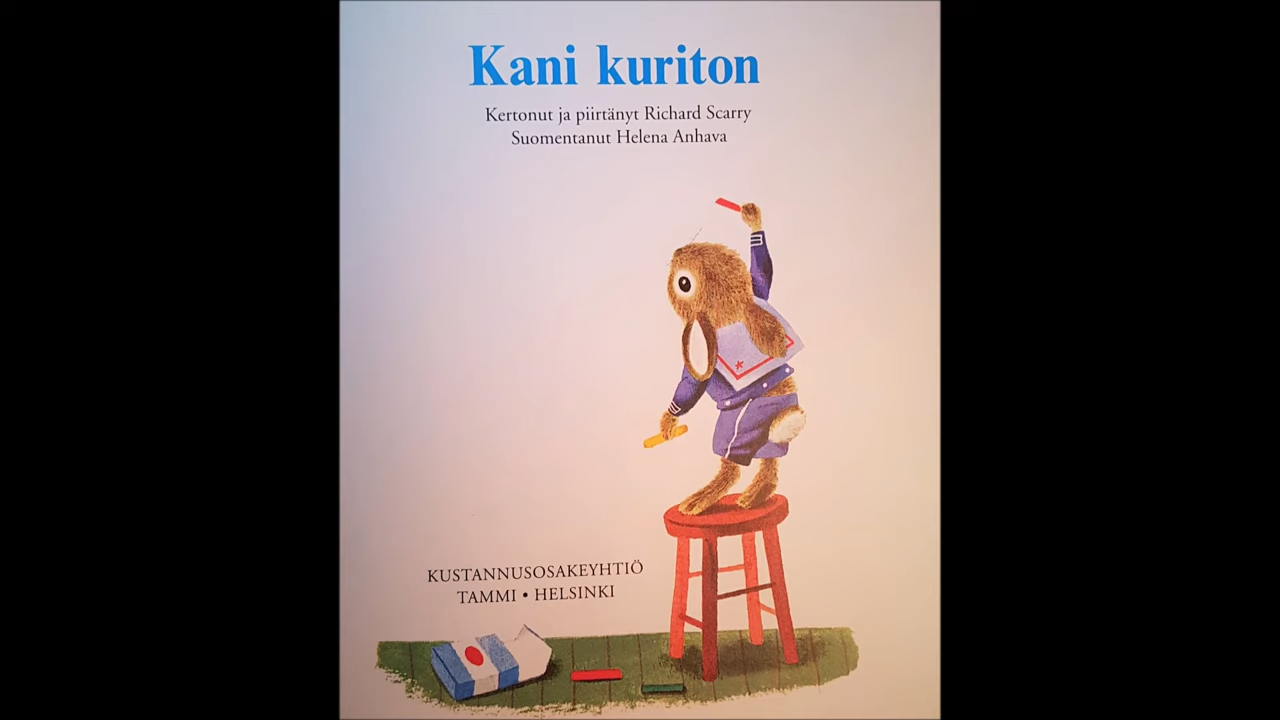 Kani kuriton
Kertonut ja piirtänyt Richard Scarry
Suomentanut Helena Anhava
KUSTANNUSOSAKEYHTIÖ
TAMMI • HELSINKI